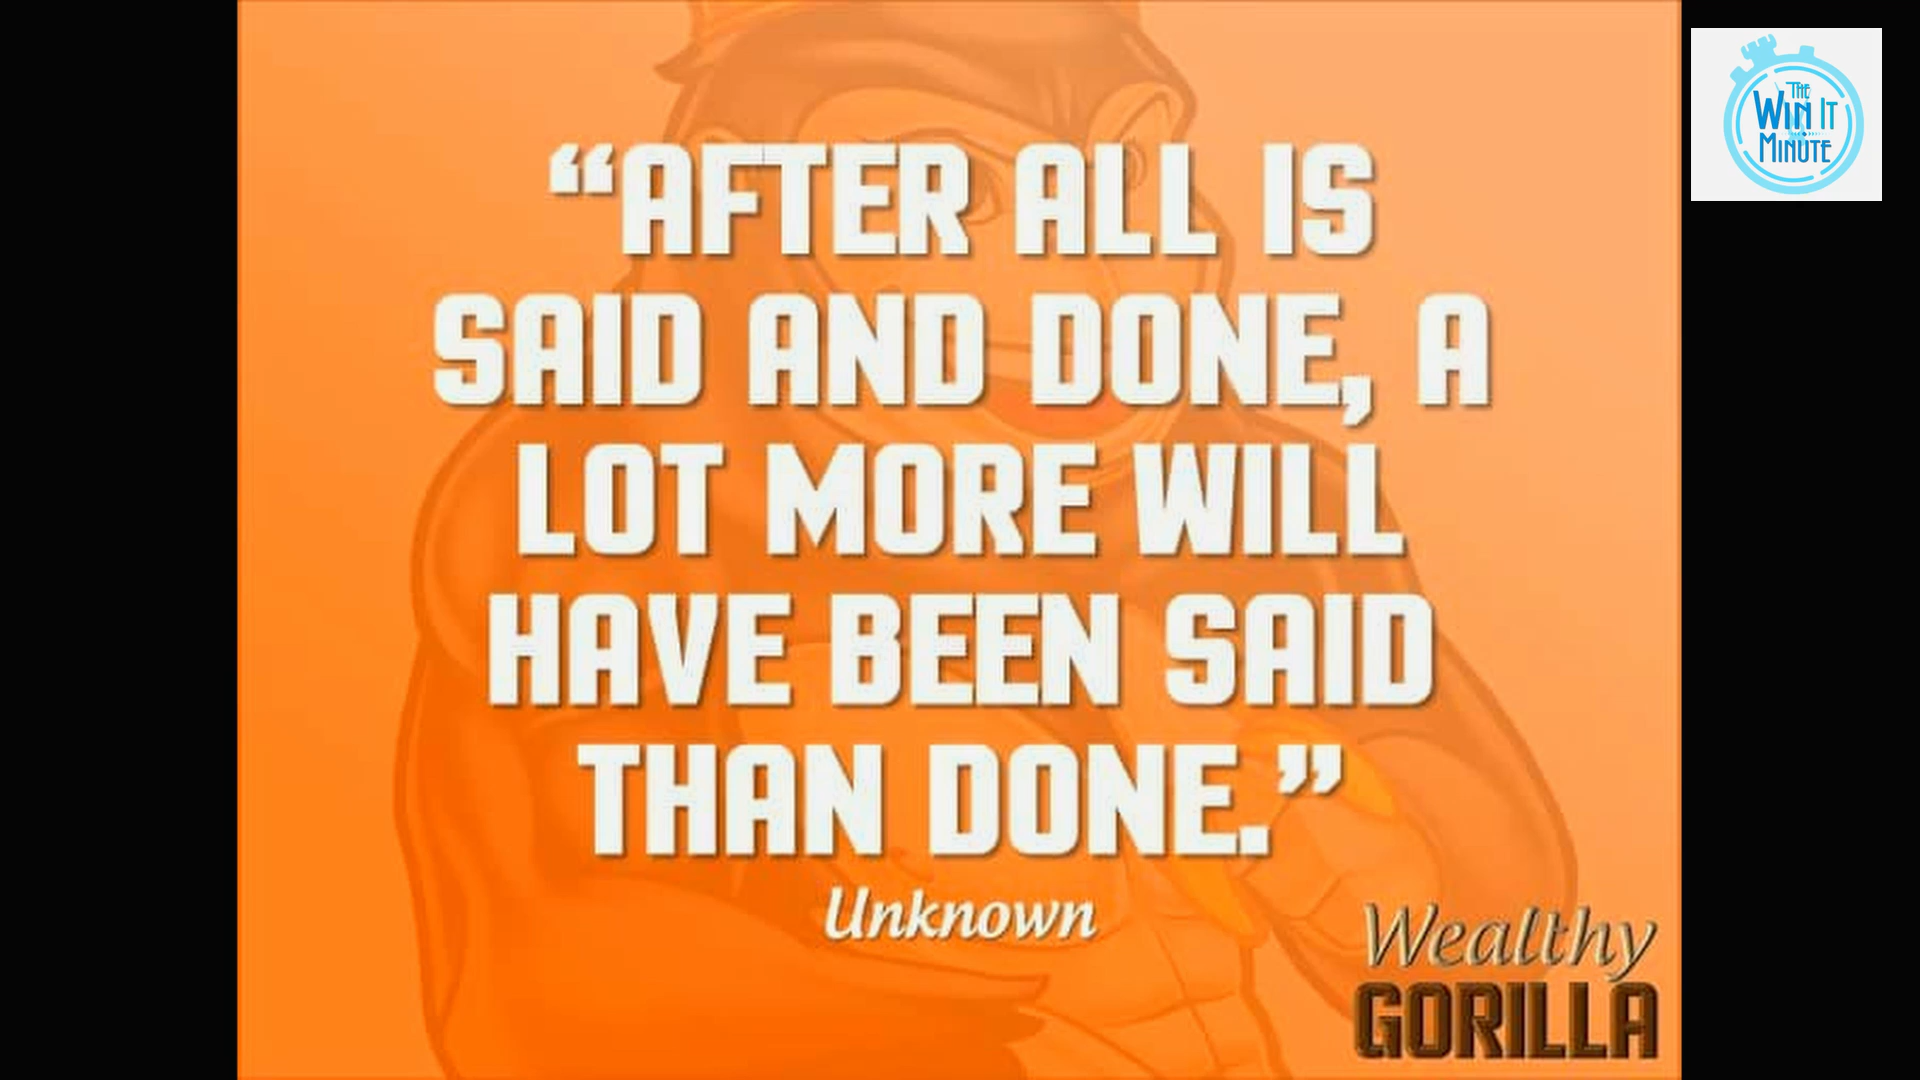 “AFTER ALL IS
SAID AND DONE, A
LOT MORE WILL
HAVE BEEN SAID
THAN DONE.”
Unknown
Wealthy
GORILLA
THE
WIN IT
MINUTE